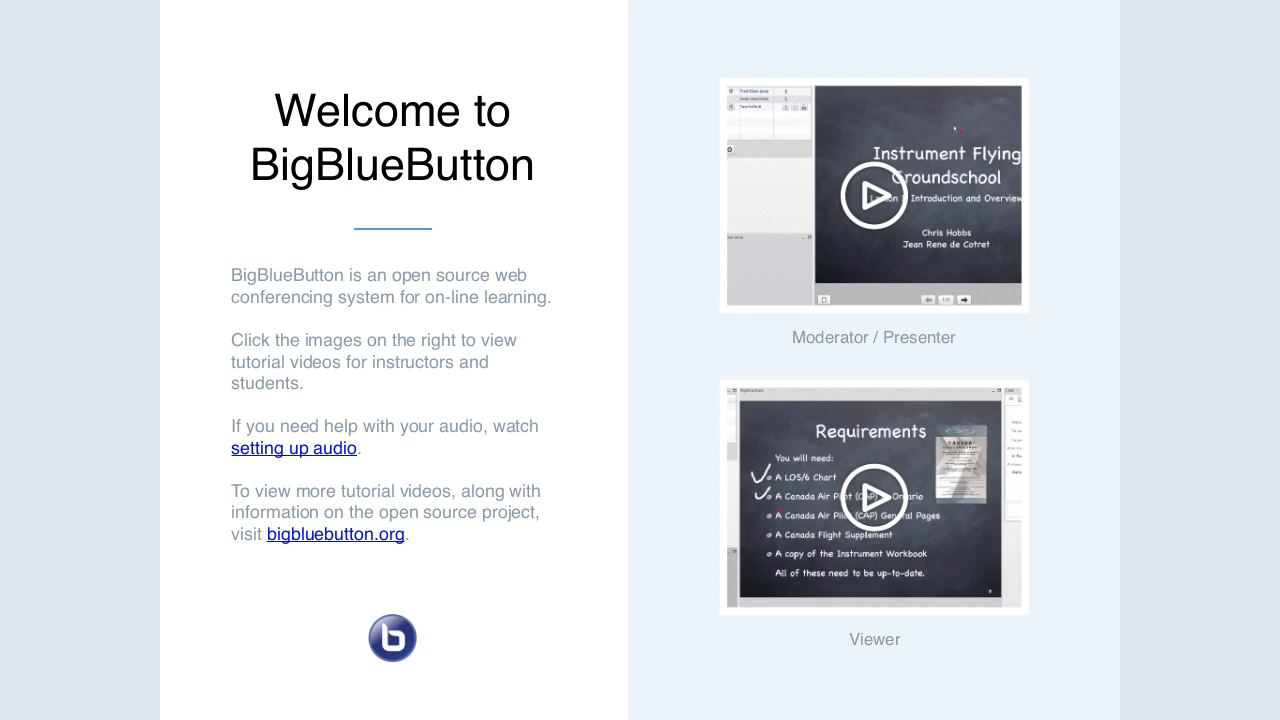 Welcome to
BigBlueButton
BigBlueButton is an open source web
conferencing system for on-line learning.
Click the images on the right to view
tutorial videos for instructors and
students.
If you need help with your audio, watch
setting up audio.
To view more tutorial videos, along with
information on the open source project,
visit bigbluebutton.org.
Instrument Flying
Groundschool
Introduction and Overview
Chris Hobbs
Jean Rene de Cotret
Moderator / Presenter
Requirements
You will need:
A LO5/6 Chart
A Canada Air Pilot (CAP) Ontario
A Canada Air Pilot (CAP) General Pages
A Canada Flight Supplement
A copy of the Instrument Workbook
All of these need to be up-to-date.
CANADA
Viewer